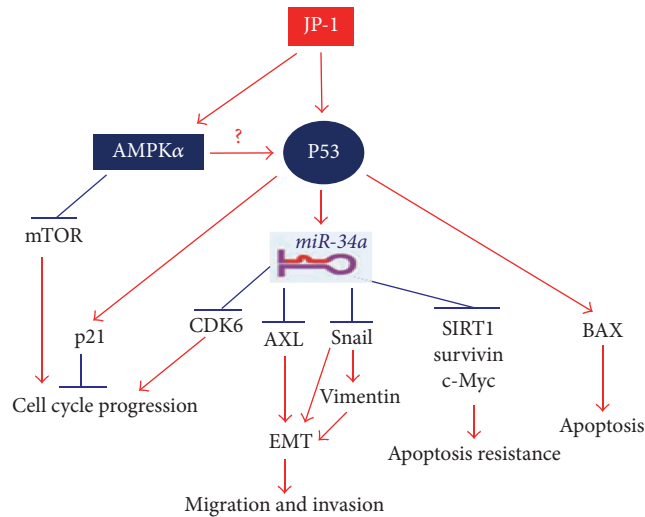 JP-1
?
AMPKα
P53
mTOR
miR-34a
p21
CDK6
AXL
Snail
SIRT1
survivin
c-Myc
BAX
Vimentin
Cell cycle progression
EMT
Apoptosis resistance
Apoptosis
Migration and invasion